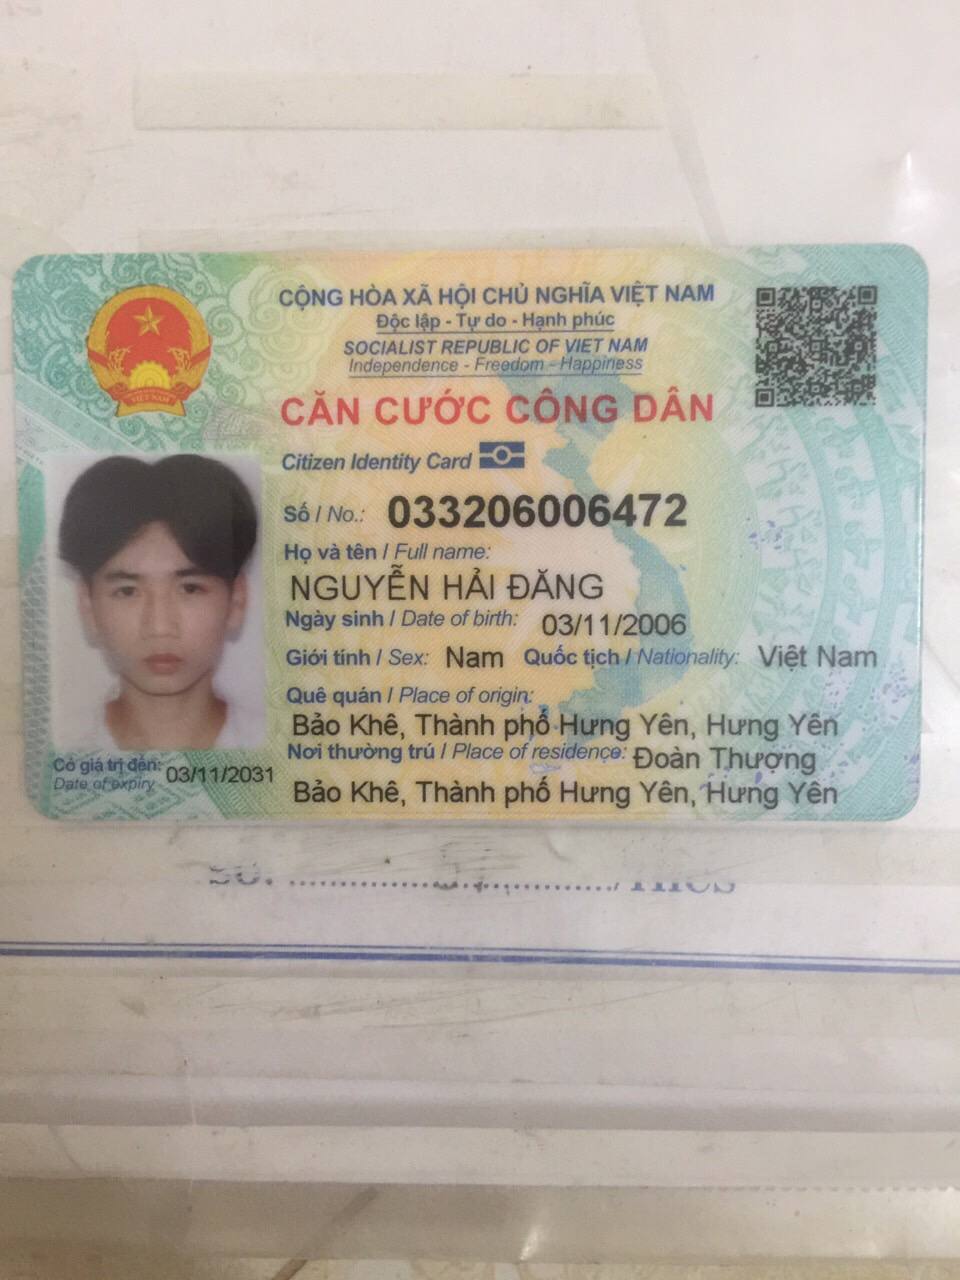 CỘNG HÒA XÃ HỘI CHỦ NGHĨA VIỆT NAM
Độc lập - Tự do - Hạnh phúc
SOCIALIST REPUBLIC OF VIET NAM
Independence - Freedom - Happiness
VIỆT NAM
CĂN CƯỚC CÔNG DÂN
Citizen Identity Card
Số / No.: 033206006472
Họ và tên / Full name:
NGUYỄN HẢI ĐĂNG
Ngày sinh / Date of birth: 03/11/2006
Giới tính / Sex: Nam Quốc tịch / Nationality: Việt Nam
Quê quán / Place of origin:
Bảo Khê, Thành phố Hưng Yên, Hưng Yên
Nơi thường trú / Place of residence: Đoàn Thượng
Bảo Khê, Thành phố Hưng Yên, Hưng Yên
Có giá trị đến: 03/11/2031
Date of expiry